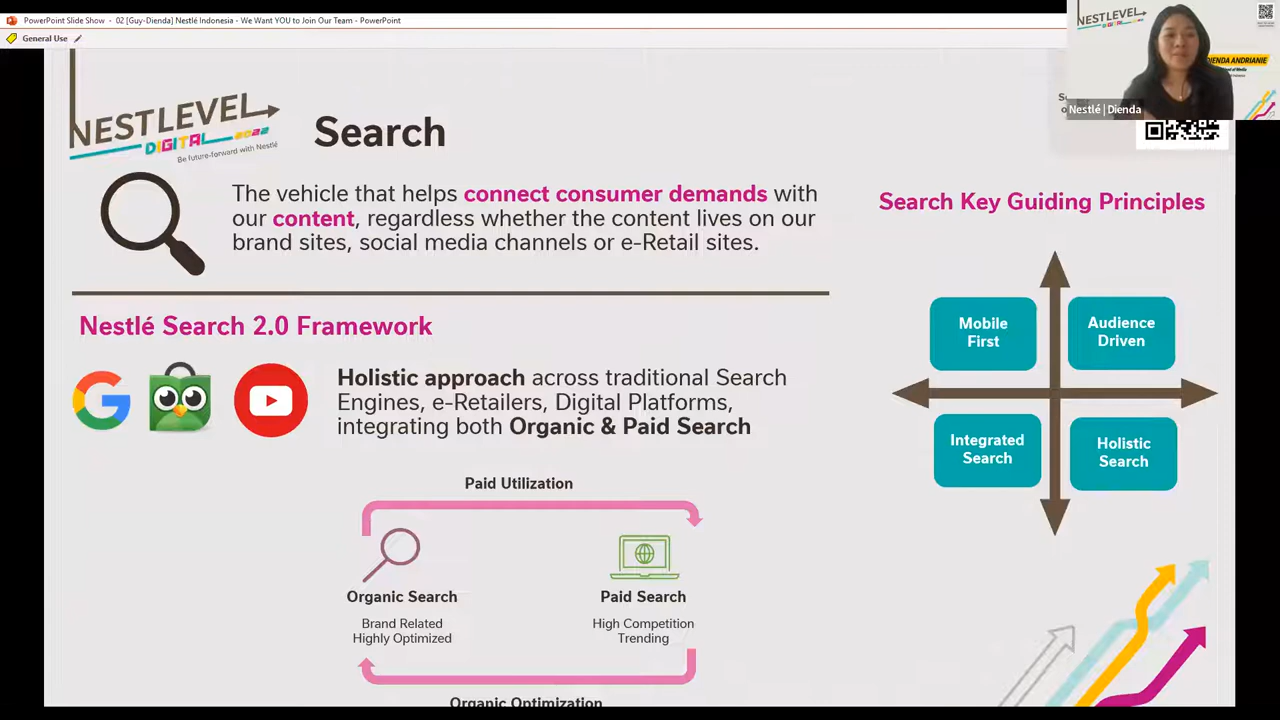 PowerPoint Slide Show - 02 [Guy-Dienda] Nestlé Indonesia - We Want YOU to Join Our Team - PowerPoint
General Use
NESTLEVEL
DIGITAL 2022
Be future-forward with Nestlé
Search
NESTLEVEL
DIGITAL
DIENDA ANDRIANIE
Nestlé | Dienda
The vehicle that helps connect consumer demands with
our content, regardless whether the content lives on our
brand sites, social media channels or e-Retail sites.
Nestlé Search 2.0 Framework
Holistic approach across traditional Search
Engines, e-Retailers, Digital Platforms,
integrating both Organic & Paid Search
Paid Utilization
Organic Search
Brand Related
Highly Optimized
Paid Search
High Competition
Trending
Organic Optimization
Search Key Guiding Principles
Mobile
First
Audience
Driven
Integrated
Search
Holistic
Search